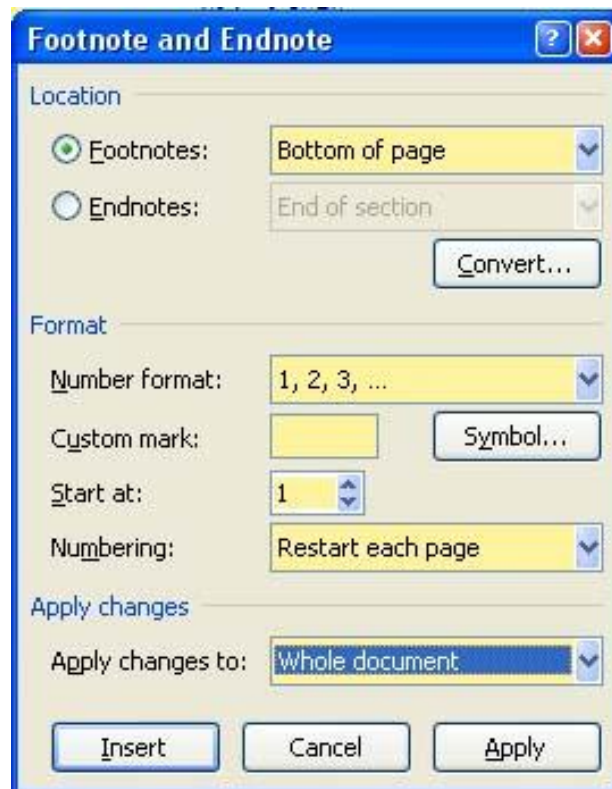 Footnote and Endnote
Location
Footnotes: Bottom of page
Endnotes: End of section
Convert...
Format
Number format: 1, 2, 3, ...
Custom mark: Symbol...
Start at: 1
Numbering: Restart each page
Apply changes
Apply changes to: Whole document
Insert Cancel Apply